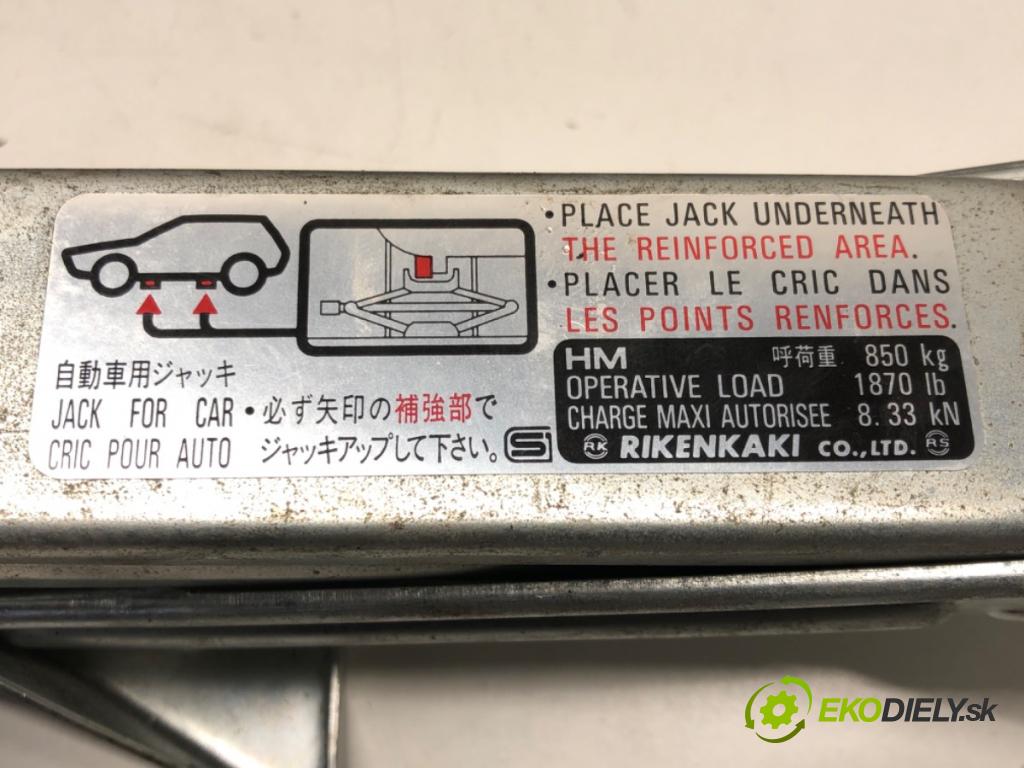 自動車用ジャッキ
JACK FOR CAR
CRIC POUR AUTO
・必ず矢印の補強部で
ジャッキアップして下さい。
•PLACE JACK UNDERNEATH
THE REINFORCED AREA.
•PLACER LE CRIC DANS
LES POINTS RENFORCES.
HM 呼荷重 850 kg
OPERATIVE LOAD 1870 lb
CHARGE MAXI AUTORISEE 8.33 kN
RK RIKENKAKI CO.,LTD. RS
EKODIELY.sk